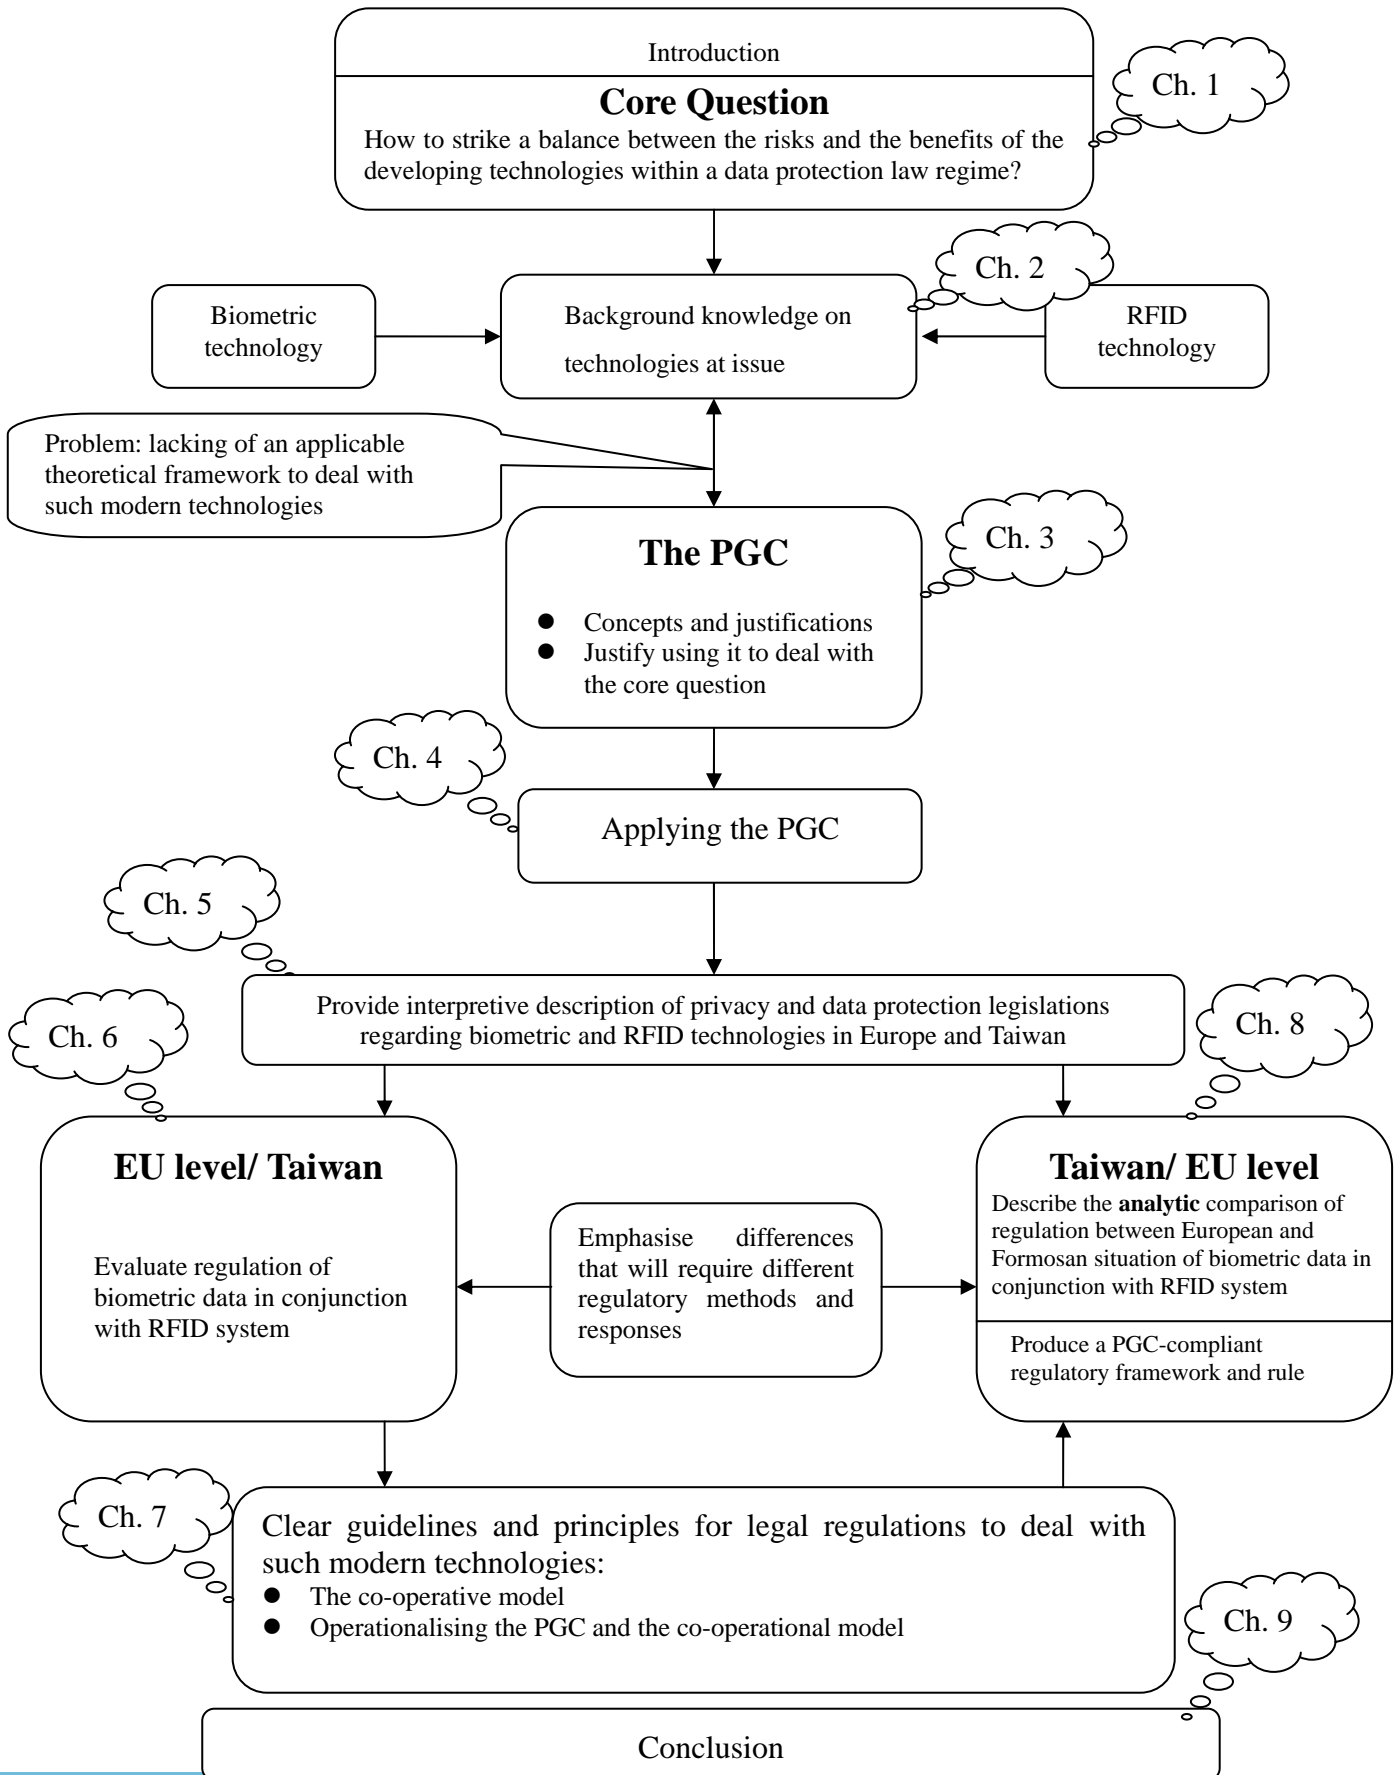 Introduction
Core Question
How to strike a balance between the risks and the benefits of the
developing technologies within a data protection law regime?
Ch. 1
Ch. 2
Biometric
technology
Background knowledge on
technologies at issue
RFID
technology
Problem: lacking of an applicable
theoretical framework to deal with
such modern technologies
The PGC
● Concepts and justifications
● Justify using it to deal with
the core question
Ch. 3
Ch. 4
Applying the PGC
Ch. 5
Provide interpretive description of privacy and data protection legislations
regarding biometric and RFID technologies in Europe and Taiwan
Ch. 6
Ch. 8
EU level/ Taiwan
Evaluate regulation of
biometric data in conjunction
with RFID system
Emphasise differences
that will require different
regulatory methods and
responses
Taiwan/ EU level
Describe the analytic comparison of
regulation between European and
Formosan situation of biometric data in
conjunction with RFID system
Produce a PGC-compliant
regulatory framework and rule
Ch. 7
Clear guidelines and principles for legal regulations to deal with
such modern technologies:
● The co-operative model
● Operationalising the PGC and the co-operational model
Ch. 9
Conclusion